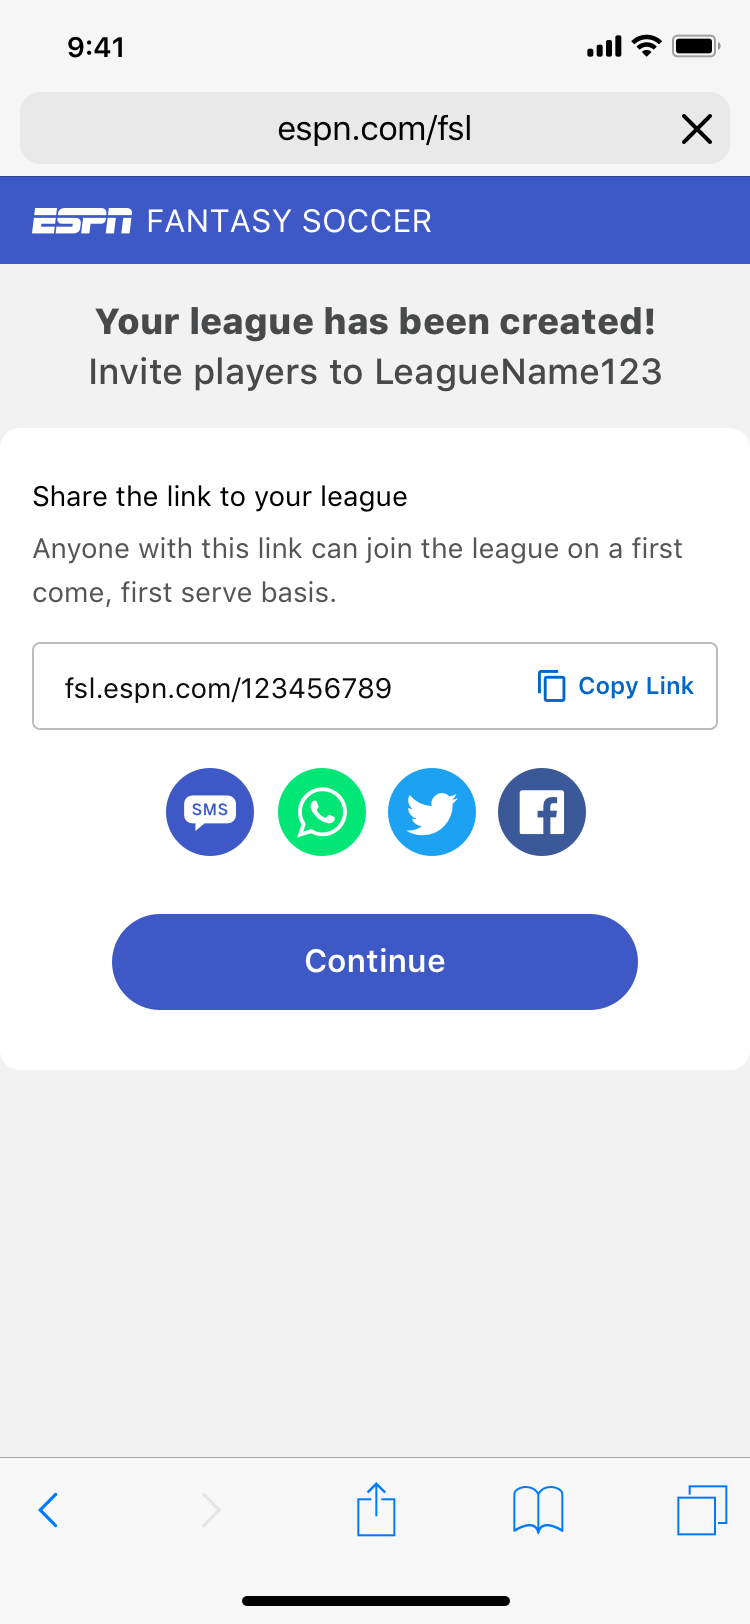 9:41
espn.com/fsl
ESPN FANTASY SOCCER
Your league has been created!
Invite players to LeagueName123
Share the link to your league
Anyone with this link can join the league on a first
come, first serve basis.
fsl.espn.com/123456789 Copy Link
SMS
Continue